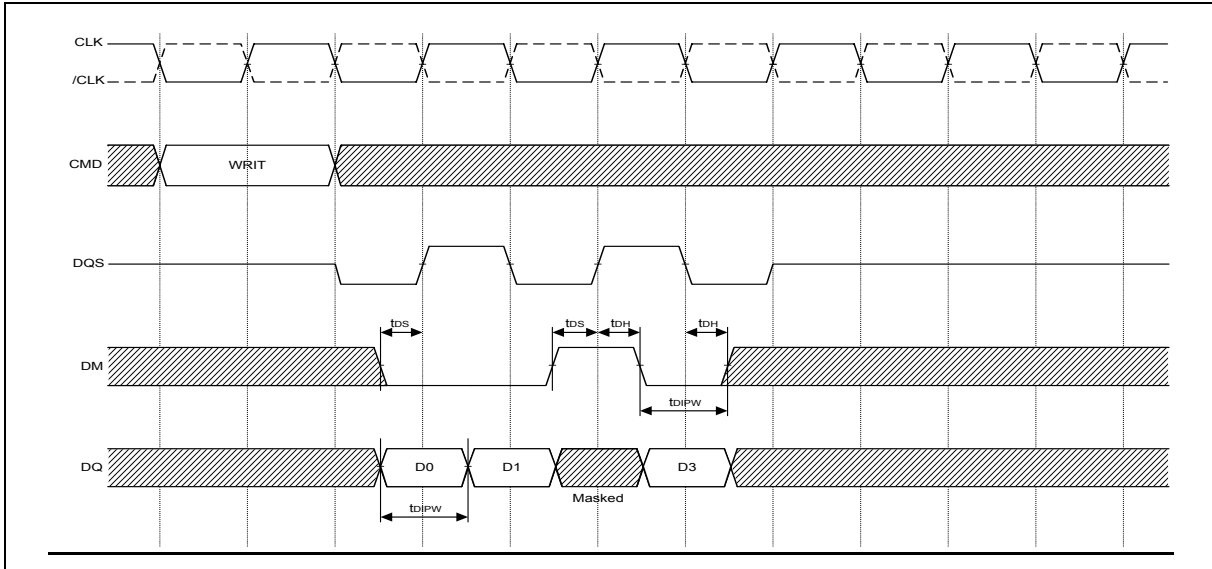 CLK
/CLK
CMD
WRIT
DQS
tDS
tDS
tDH
tDH
DM
tDIPW
DQ
D0
D1
D3
Masked
tDIPW